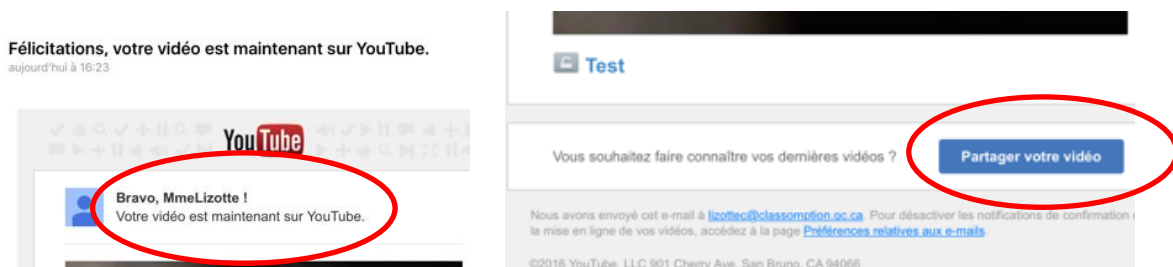 Félicitations, votre vidéo est maintenant sur YouTube.
aujourd'hui à 16:23
YouTube
Bravo, MmeLizotte !
Votre vidéo est maintenant sur YouTube.
Test
Vous souhaitez faire connaître vos dernières vidéos ?
Partager votre vidéo
Nous avons envoyé cet e-mail à lizottec@classomption.qc.ca. Pour désactiver les notifications de confirmation
la mise en ligne de vos vidéos, accédez à la page Préférences relatives aux e-mails.
©2016 YouTube, LLC 901 Cherry Ave, San Bruno, CA 94066